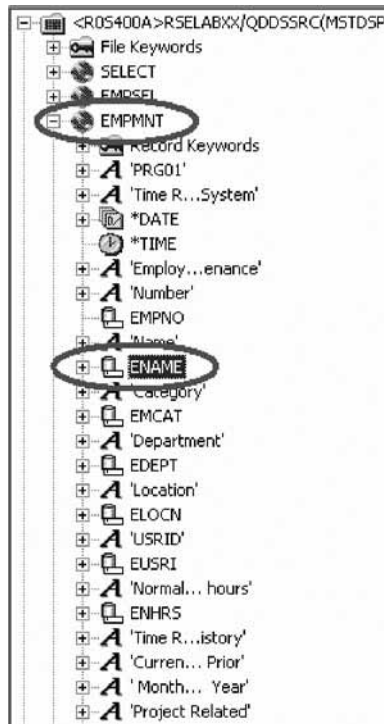 <R0S400A>RSELABXX/QDDSSRC(MSTDSP
File Keywords
SELECT
EMPSEL
EMPMNT
Record Keywords
'PRG01'
'Time R...System'
*DATE
*TIME
'Employ...enance'
'Number'
EMPNO
'Name'
ENAME
'Category'
EMCAT
'Department'
EDEPT
'Location'
ELOCN
'USRID'
EUSRI
'Normal... hours'
ENHRS
'Time R...istory'
'Curren... Prior'
' Month... Year'
'Project Related'